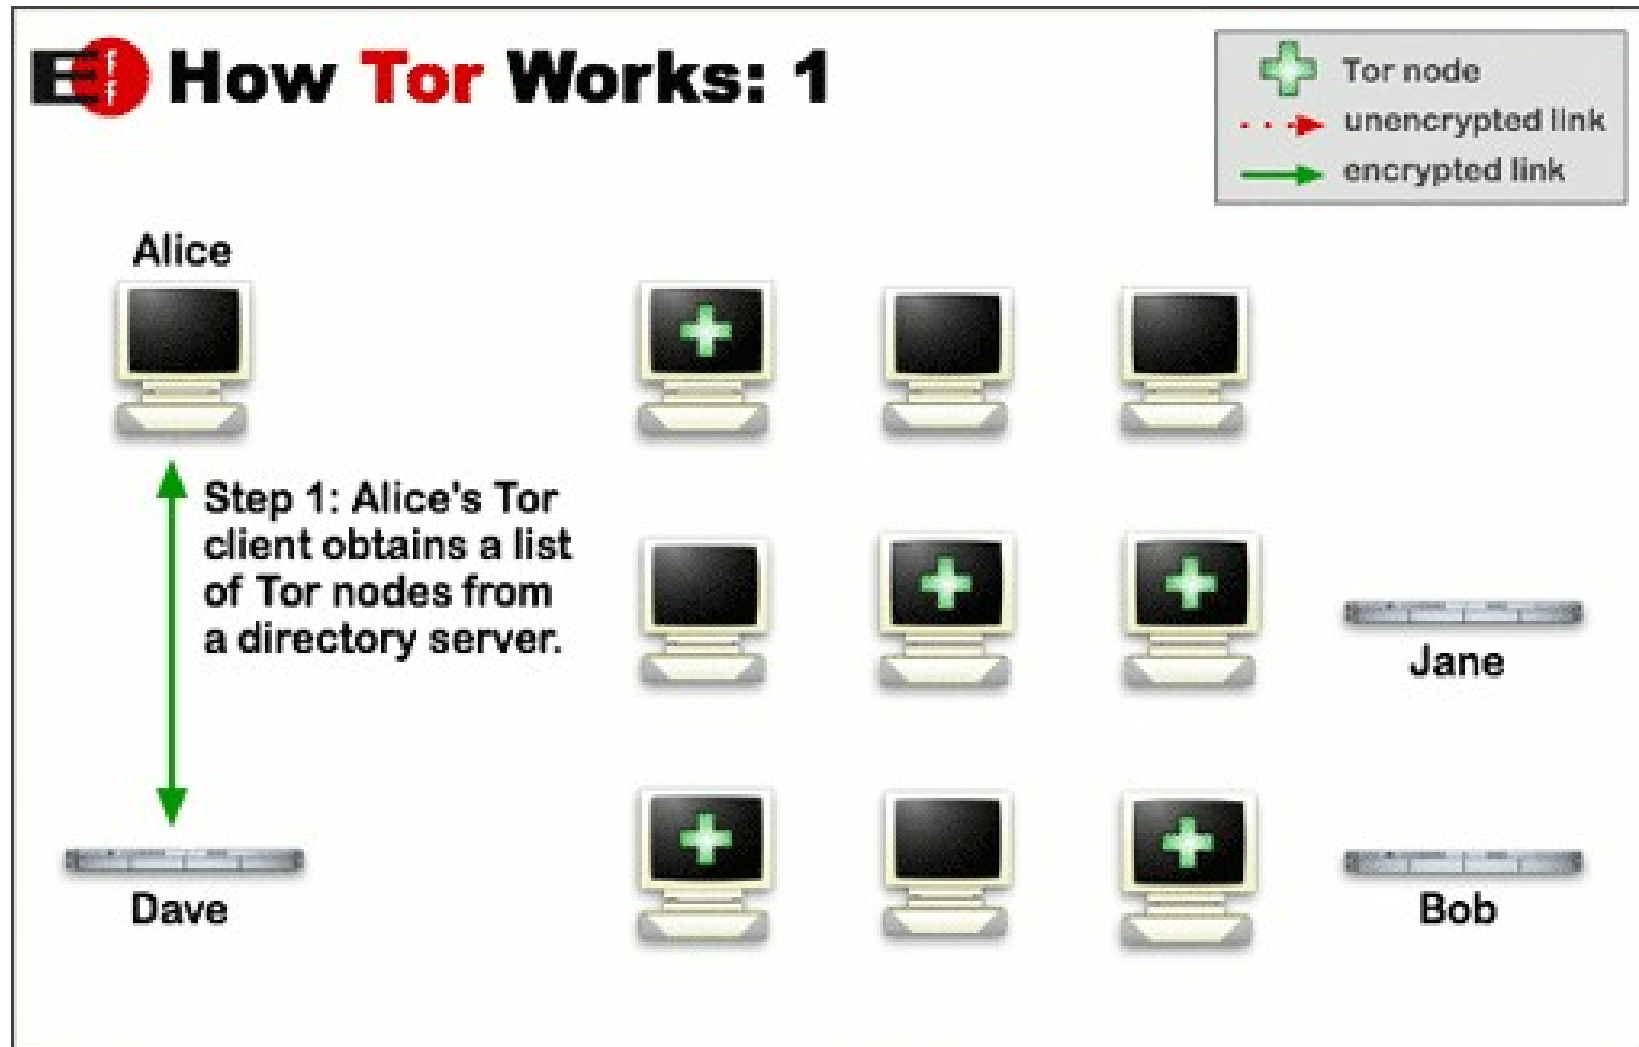 EFF How Tor Works: 1
Tor node
unencrypted link
encrypted link
Alice
Step 1: Alice's Tor
client obtains a list
of Tor nodes from
a directory server.
Jane
Dave
Bob